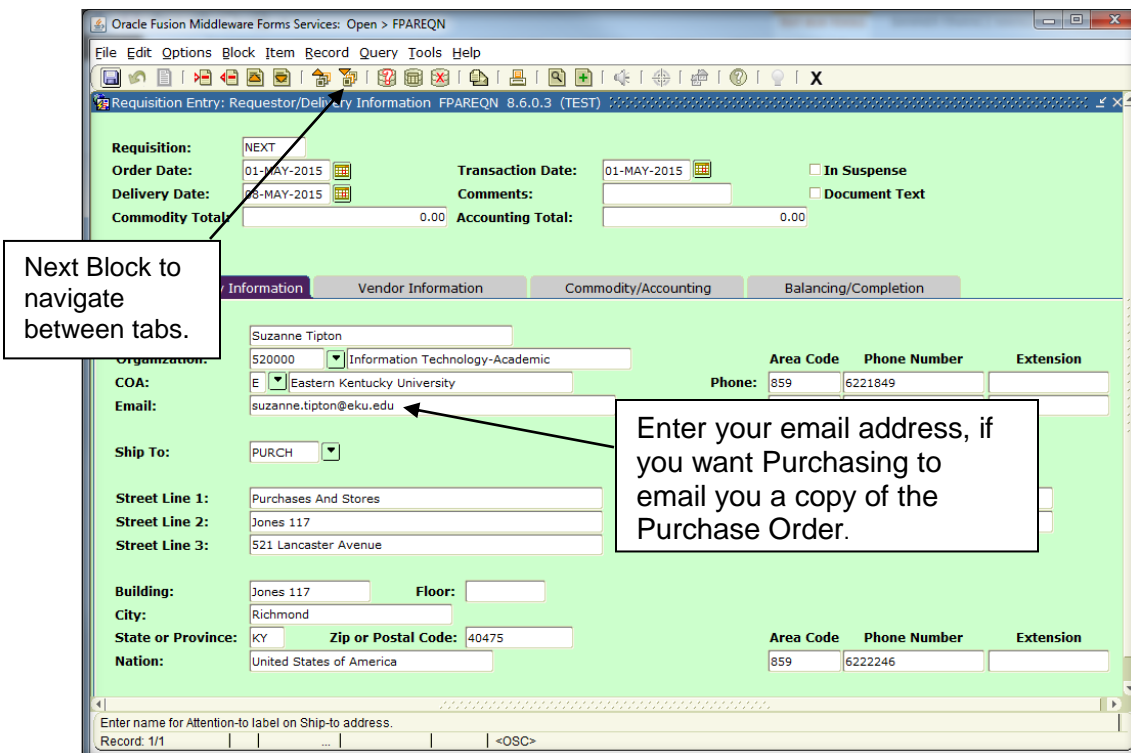 Oracle Fusion Middleware Forms Services: Open > FPAREQN
File Edit Options Block Item Record Query Tools Help
X
Requisition Entry: Requestor/Delivery Information FPAREQN 8.6.0.3 (TEST)
Requisition: NEXT
Order Date: 01-MAY-2015 Transaction Date: 01-MAY-2015 In Suspense
Delivery Date: 08-MAY-2015 Comments: Document Text
Commodity Total: 0.00 Accounting Total: 0.00
Next Block to
navigate
between tabs.
Information Vendor Information Commodity/Accounting Balancing/Completion
Suzanne Tipton
Organization: 520000 Information Technology-Academic Area Code Phone Number Extension
COA: E Eastern Kentucky University Phone: 859 6221849
Email: suzanne.tipton@eku.edu
Enter your email address, if
you want Purchasing to
email you a copy of the
Purchase Order.
Ship To: PURCH
Street Line 1: Purchases And Stores
Street Line 2: Jones 117
Street Line 3: 521 Lancaster Avenue
Building: Jones 117 Floor:
City: Richmond
State or Province: KY Zip or Postal Code: 40475 Area Code Phone Number Extension
Nation: United States of America 859 6222246
Enter name for Attention-to label on Ship-to address.
Record: 1/1 ... <OSC>